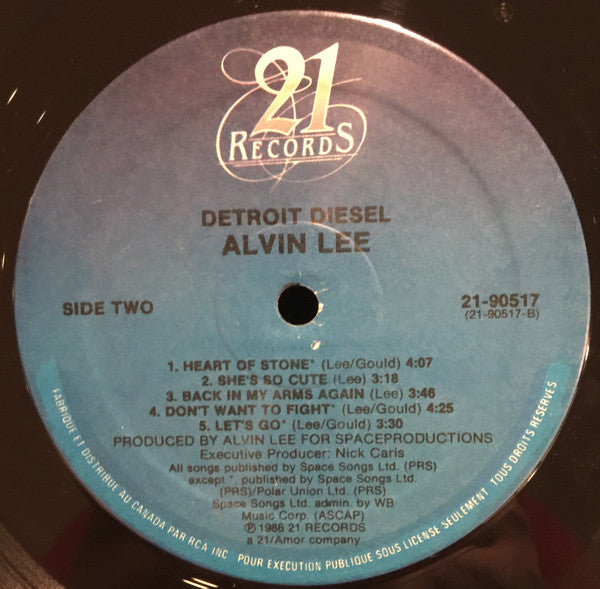 21
RECORDS
DETROIT DIESEL
ALVIN LEE
SIDE TWO
21-90517
(21-90517-B)
1. HEART OF STONE* (Lee/Gould) 4:07
2. SHE'S SO CUTE (Lee) 3:18
3. BACK IN MY ARMS AGAIN (Lee) 3:46
4. DON'T WANT TO FIGHT* (Lee/Gould) 4:25
5. LET'S GO* (Lee/Gould) 3:30
PRODUCED BY ALVIN LEE FOR SPACEPRODUCTIONS
Executive Producer: Nick Caris
All songs published by Space Songs Ltd. (PRS)
except *, published by Space Songs Ltd.
(PRS)/Polar Union Ltd. (PRS)
Space Songs Ltd. admin. by WB
Music Corp. (ASCAP)
℗ 1986 21 RECORDS
a 21/Amor company
FABRIQUE ET DISTRIBUE AU CANADA PAR RCA INC. POUR EXECUTION PUBLIQUE SOUS LICENSE SEULEMENT TOUS DROITS RESERVES